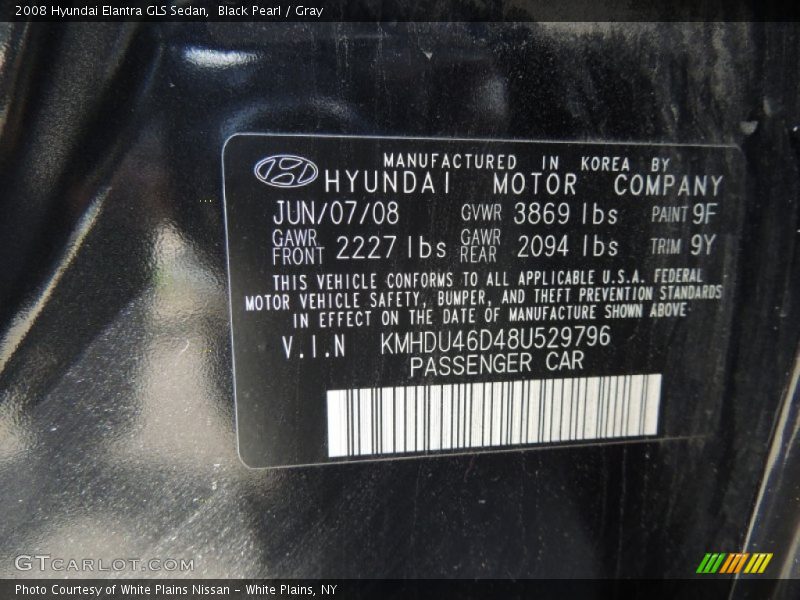 2008 Hyundai Elantra GLS Sedan,  Black Pearl / Gray
MANUFACTURED IN KOREA BY
HYUNDAI MOTOR COMPANY
JUN/07/08 GVWR 3869 lbs PAINT 9F
GAWR FRONT 2227 lbs GAWR REAR 2094 lbs TRIM 9Y
THIS VEHICLE CONFORMS TO ALL APPLICABLE U.S.A. FEDERAL
MOTOR VEHICLE SAFETY, BUMPER, AND THEFT PREVENTION STANDARDS
IN EFFECT ON THE DATE OF MANUFACTURE SHOWN ABOVE.
V.I.N KMHDU46D48U529796
PASSENGER CAR
GTCARLOT.COM
Photo Courtesy of White Plains Nissan - White Plains, NY